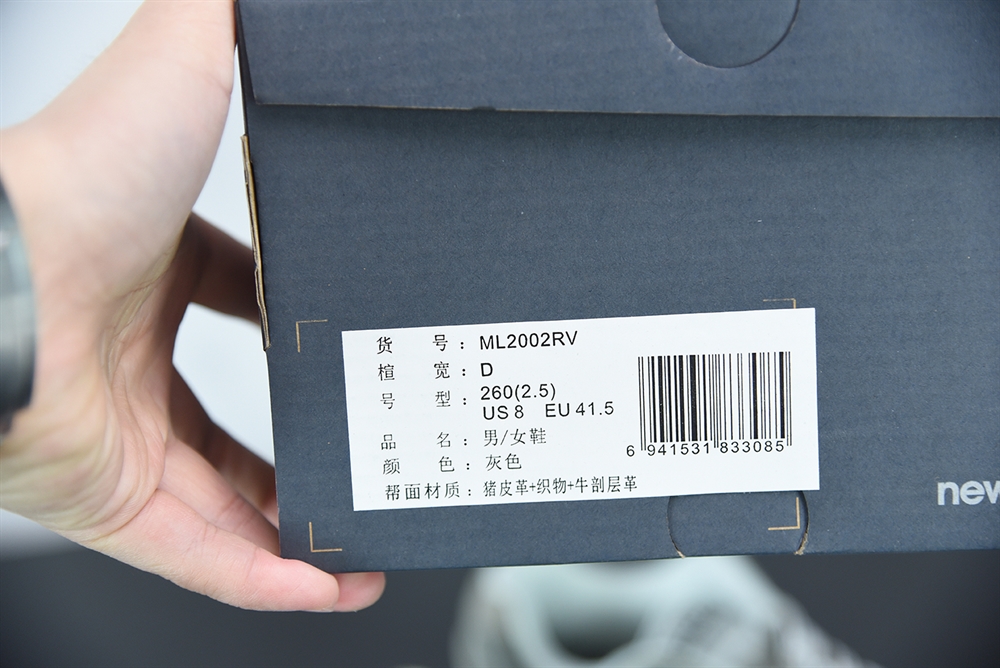 货 号：ML2002RV
楦 宽：D
号 型：260(2.5)
US 8 EU 41.5
品 名：男/女鞋
颜 色：灰色
帮面材质：猪皮革+织物+牛剖层革
6 941531 833085
new